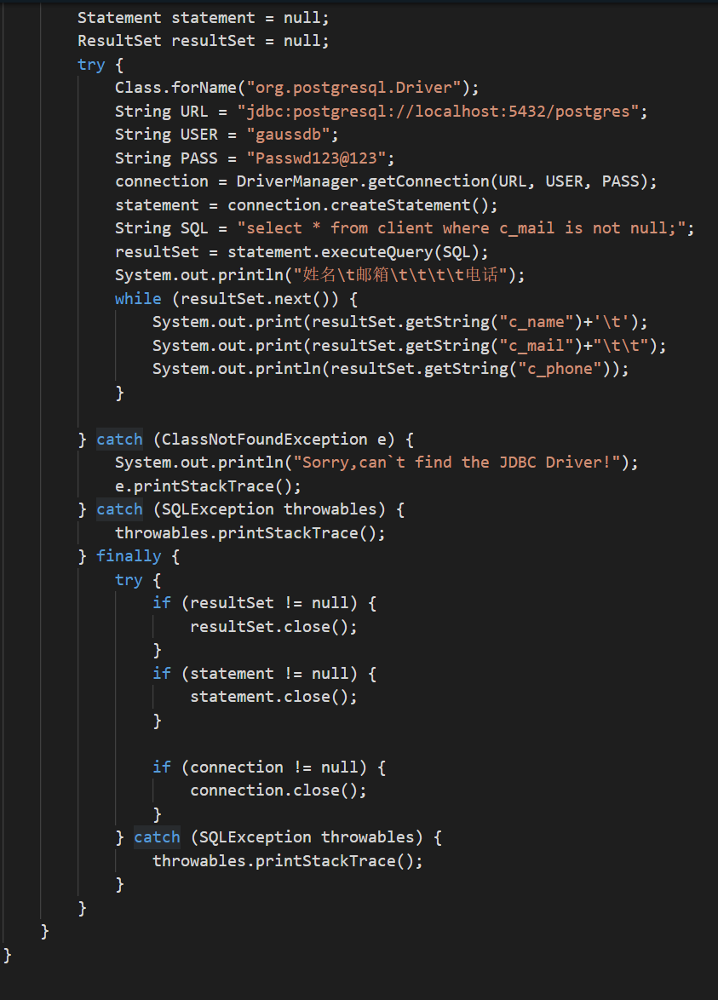 Statement statement = null;
ResultSet resultSet = null;
try {
Class.forName("org.postgresql.Driver");
String URL = "jdbc:postgresql://localhost:5432/postgres";
String USER = "gaussdb";
String PASS = "Passwd123@123";
connection = DriverManager.getConnection(URL, USER, PASS);
statement = connection.createStatement();
String SQL = "select * from client where c_mail is not null;";
resultSet = statement.executeQuery(SQL);
System.out.println("姓名\t邮箱\t\t\t\t电话");
while (resultSet.next()) {
System.out.print(resultSet.getString("c_name")+'\t');
System.out.print(resultSet.getString("c_mail")+"\t\t");
System.out.println(resultSet.getString("c_phone"));
}
} catch (ClassNotFoundException e) {
System.out.println("Sorry,can`t find the JDBC Driver!");
e.printStackTrace();
} catch (SQLException throwables) {
throwables.printStackTrace();
} finally {
try {
if (resultSet != null) {
resultSet.close();
}
if (statement != null) {
statement.close();
}
if (connection != null) {
connection.close();
}
} catch (SQLException throwables) {
throwables.printStackTrace();
}
}
}
}